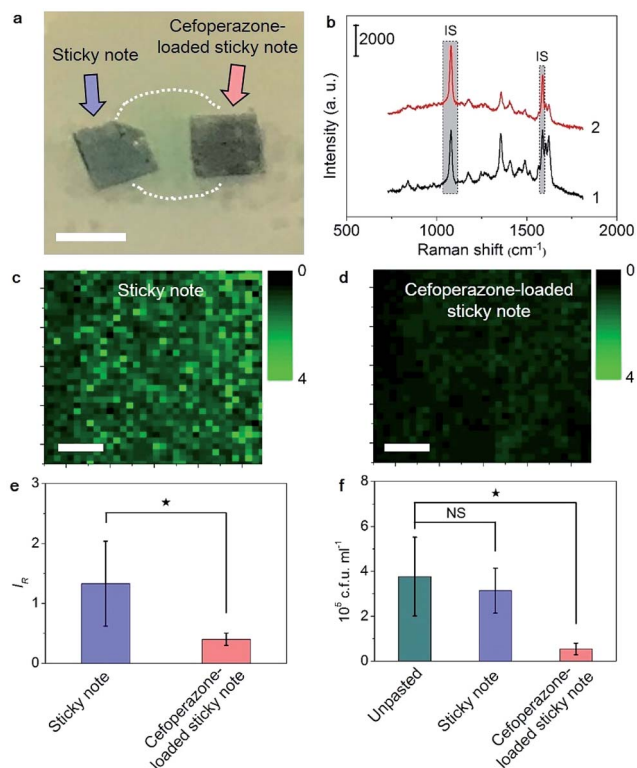 a
Sticky note
Cefoperazone-
loaded sticky note
b
2000
IS
IS
2
1
Intensity (a. u.)
500
1000
1500
2000
Raman shift (cm⁻¹)
c
Sticky note
0
4
d
Cefoperazone-loaded
sticky note
0
4
e
3
2
1
0
I_R
★
Sticky note
Cefoperazone-
loaded sticky note
f
8
6
4
2
0
10⁵ c.f.u. ml⁻¹
★
NS
Unpasted
Sticky note
Cefoperazone-
loaded sticky note